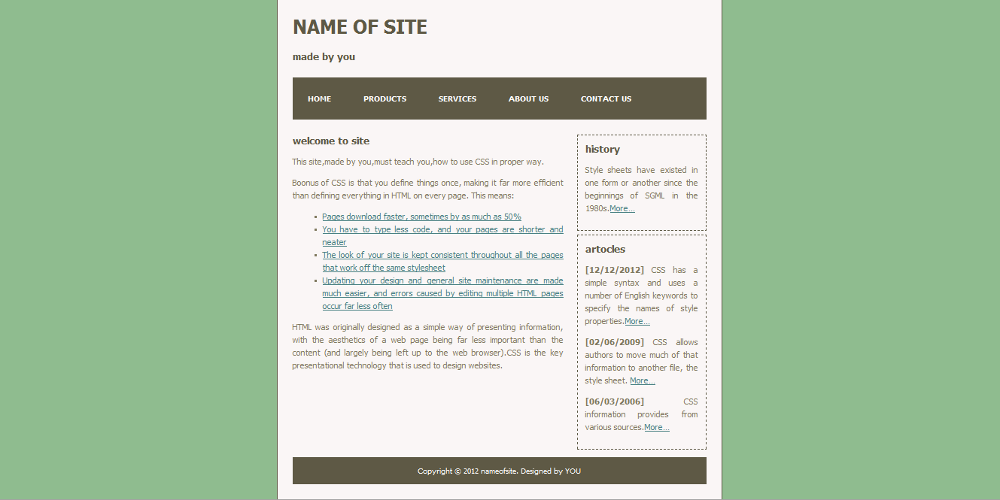 NAME OF SITE
made by you
HOME PRODUCTS SERVICES ABOUT US CONTACT US
welcome to site
This site,made by you,must teach you,how to use CSS in proper way.
Boonus of CSS is that you define things once, making it far more efficient
than defining everything in HTML on every page. This means:
Pages download faster, sometimes by as much as 50%
You have to type less code, and your pages are shorter and
neater
The look of your site is kept consistent throughout all the pages
that work off the same stylesheet
Updating your design and general site maintenance are made
much easier, and errors caused by editing multiple HTML pages
occur far less often
HTML was originally designed as a simple way of presenting information,
with the aesthetics of a web page being far less important than the
content (and largely being left up to the web browser).CSS is the key
presentational technology that is used to design websites.
history
Style sheets have existed in
one form or another since the
beginnings of SGML in the
1980s.More...
artocles
[12/12/2012] CSS has a
simple syntax and uses a
number of English keywords to
specify the names of style
properties.More...
[02/06/2009] CSS allows
authors to move much of that
information to another file, the
style sheet. More...
[06/03/2006] CSS
information provides from
various sources.More...
Copyright © 2012 nameofsite. Designed by YOU